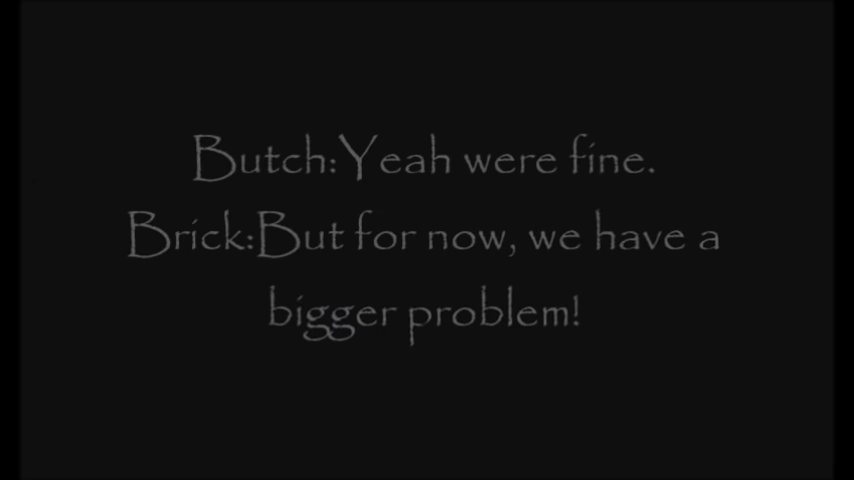 Butch:Yeah were fine.
Brick:But for now, we have a
bigger problem!